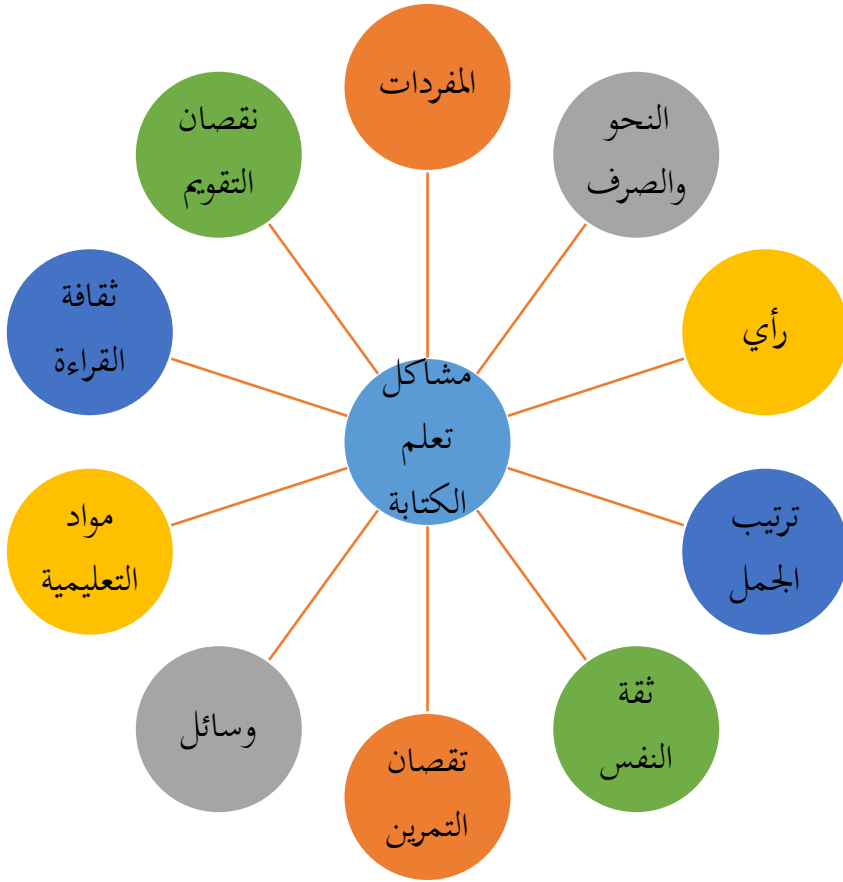 مشاكل
تعلم
الكتابة
المفردات
النحو
والصرف
رأي
ترتيب
الجمل
ثقة
النفس
تقصان
التمرين
وسائل
مواد
التعليمية
ثقافة
القراءة
نقصان
التقويم